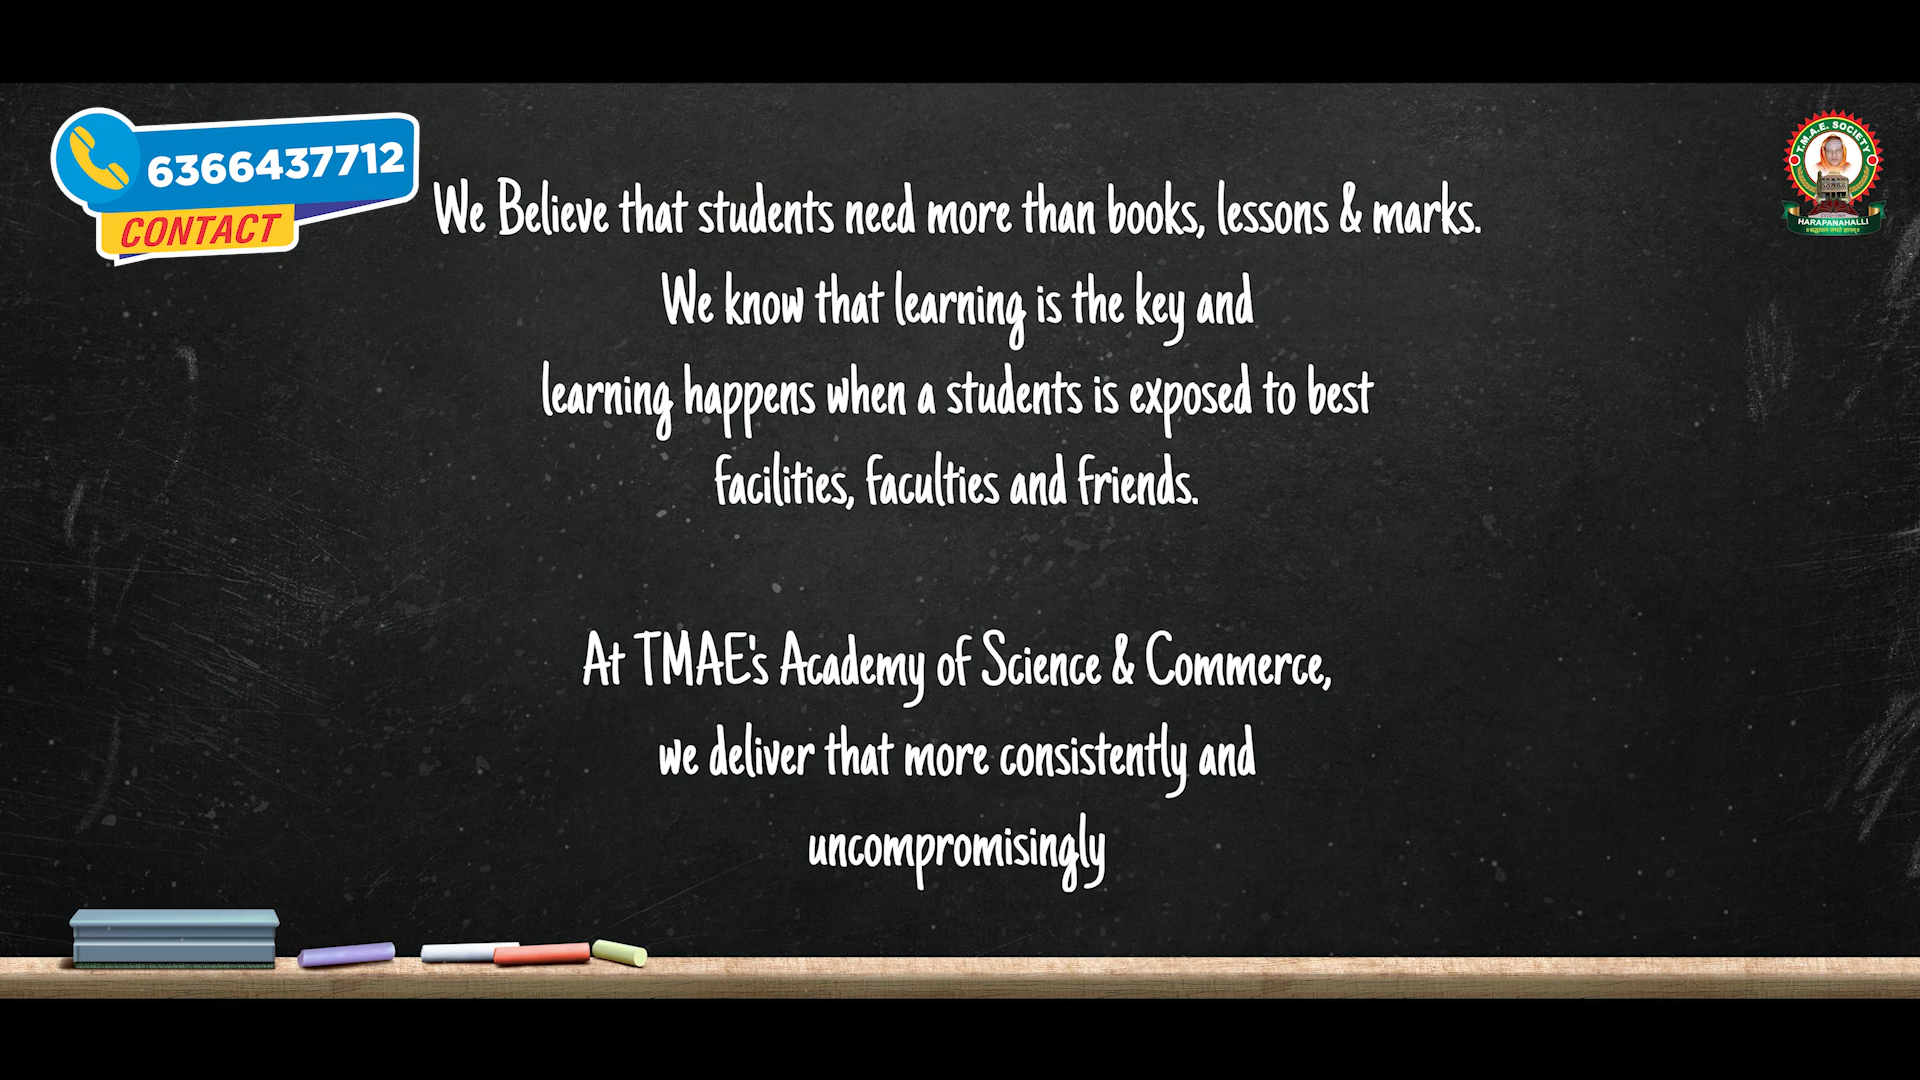 6366437712
CONTACT
T.M.A.E. SOCIETY
HARAPANAHALLI
We Believe that students need more than books, lessons & marks.
We know that learning is the key and
learning happens when a students is exposed to best
facilities, faculties and friends.
At TMAE's Academy of Science & Commerce,
we deliver that more consistently and
uncompromisingly